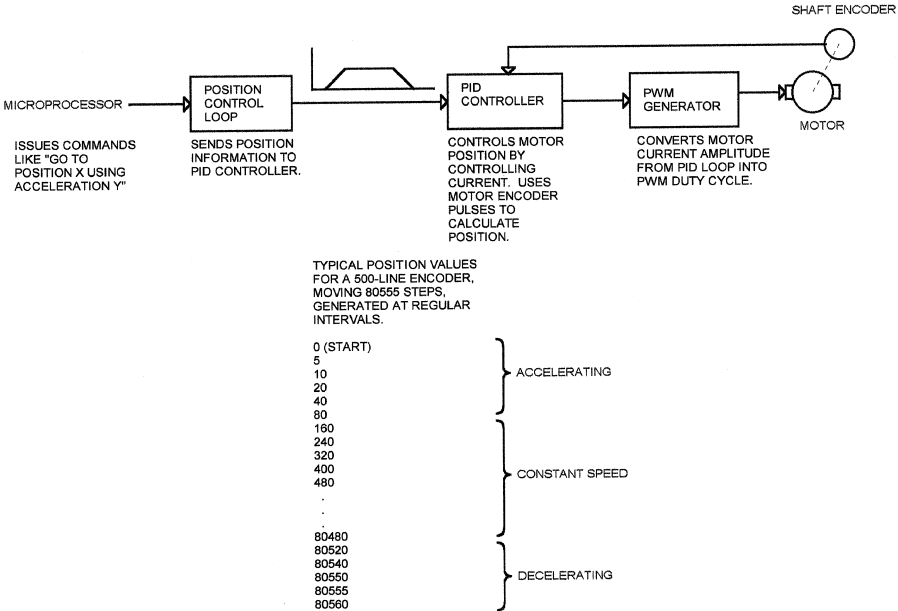 SHAFT ENCODER
MICROPROCESSOR
POSITION
CONTROL
LOOP
PID
CONTROLLER
PWM
GENERATOR
MOTOR
ISSUES COMMANDS
LIKE "GO TO
POSITION X USING
ACCELERATION Y"
SENDS POSITION
INFORMATION TO
PID CONTROLLER.
CONTROLS MOTOR
POSITION BY
CONTROLLING
CURRENT. USES
MOTOR ENCODER
PULSES TO
CALCULATE
POSITION.
CONVERTS MOTOR
CURRENT AMPLITUDE
FROM PID LOOP INTO
PWM DUTY CYCLE.
TYPICAL POSITION VALUES
FOR A 500-LINE ENCODER,
MOVING 80555 STEPS,
GENERATED AT REGULAR
INTERVALS.
0 (START)
5
10
20
40
80
ACCELERATING
160
240
320
400
480
.
.
.
80480
CONSTANT SPEED
80520
80540
80550
80555
80560
DECELERATING